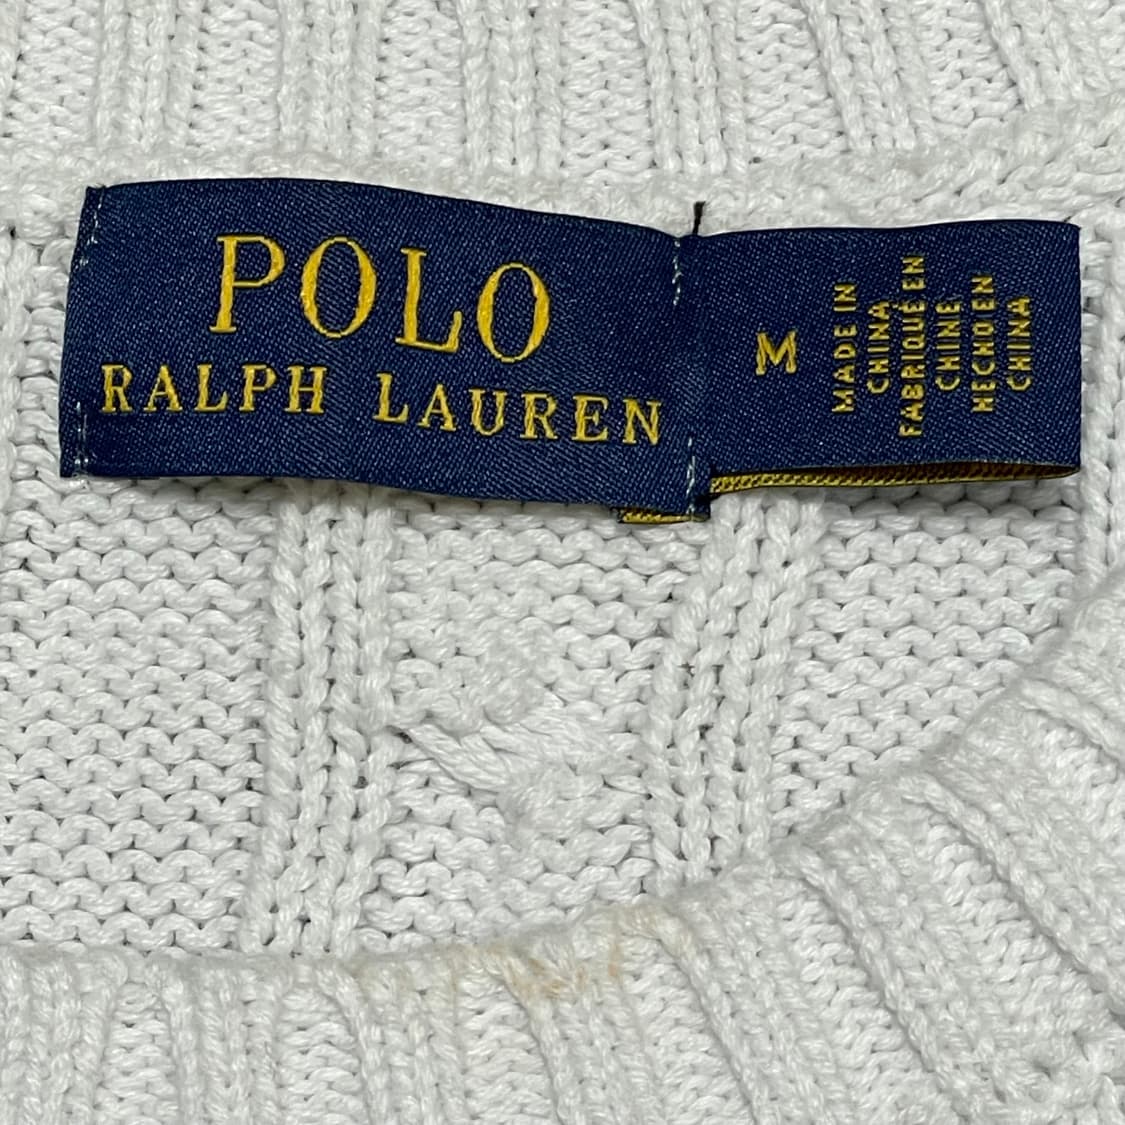 POLO
RALPH LAUREN
M
MADE IN
CHINA
FABRIQUÉ EN
CHINE
HECHO EN
CHINA